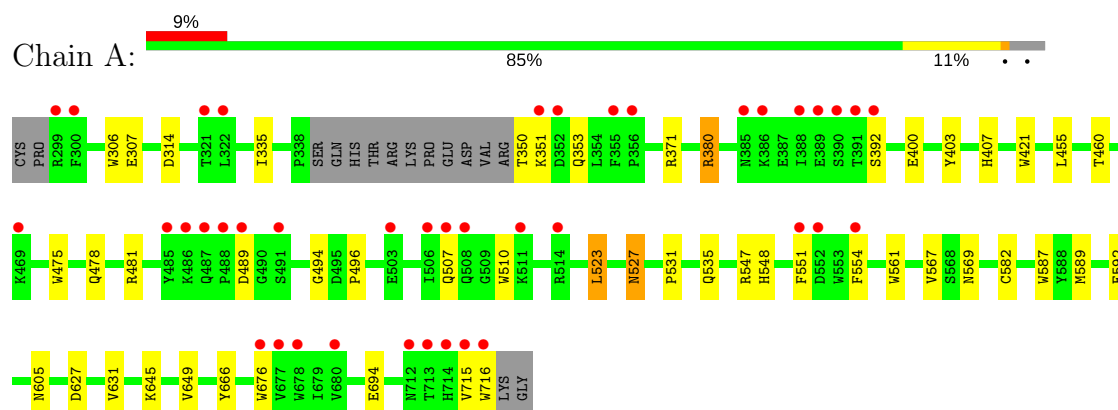 9%
Chain A:
85% 11% • •
CYS PRO R299 F300 W306 E307 D314 T321 L322 I335 P338 SER GLN HIS THR ARG LYS PRO GLU ASP VAL ARG T350 K351 D352 Q353 L354 F355 P356 R371 R380 N385 K386 E387 I388 E389 S390 T391 S392 E400 Y403 H407 W421 L455 T460
K469 W475 Q478 R481 Y485 K486 Q487 P488 D489 G490 S491 G494 D495 P496 E503 I506 Q507 Q508 G509 W510 K511 R514 L523 N527 P531 Q535 R547 H548 F551 D552 W553 F554 W561 V567 S568 N569 C582 W587 Y588 M589
N605 D627 V631 K645 V649 Y666 W676 V677 W678 I679 V680 E694 N712 T713 H714 V715 W716 LYS GLY